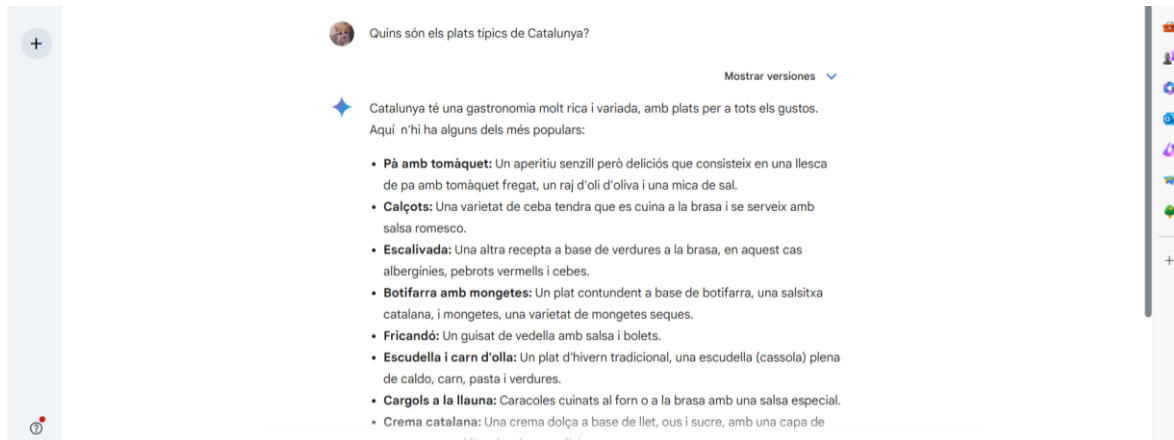 Quins són els plats típics de Catalunya?
Mostrar versiones
Catalunya té una gastronomia molt rica i variada, amb plats per a tots els gustos.
Aquí n'hi ha alguns dels més populars:
• Pà amb tomàquet: Un aperitiu senzill però deliciós que consisteix en una llesca
de pa amb tomàquet fregat, un raj d'oli d'oliva i una mica de sal.
• Calçots: Una varietat de ceba tendra que es cuina a la brasa i se serveix amb
salsa romesco.
• Escalivada: Una altra recepta a base de verdures a la brasa, en aquest cas
albergínies, pebrots vermells i cebes.
• Botifarra amb mongetes: Un plat contundent a base de botifarra, una salsitxa
catalana, i mongetes, una varietat de mongetes seques.
• Fricandó: Un guisat de vedella amb salsa i bolets.
• Escudella i carn d'olla: Un plat d'hivern tradicional, una escudella (cassola) plena
de caldo, carn, pasta i verdures.
• Cargols a la llauna: Caracoles cuinats al forn o a la brasa amb una salsa especial.
• Crema catalana: Una crema dolça a base de llet, ous i sucre, amb una capa de